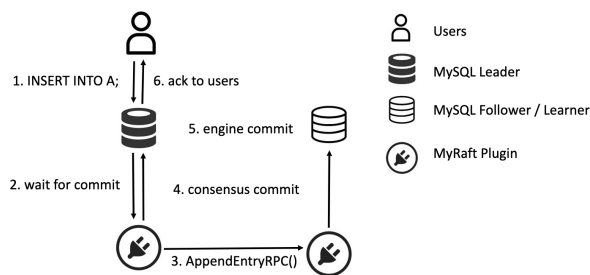 Users
1. INSERT INTO A;
6. ack to users
MySQL Leader
5. engine commit
MySQL Follower / Learner
MyRaft Plugin
2. wait for commit
4. consensus commit
3. AppendEntryRPC()